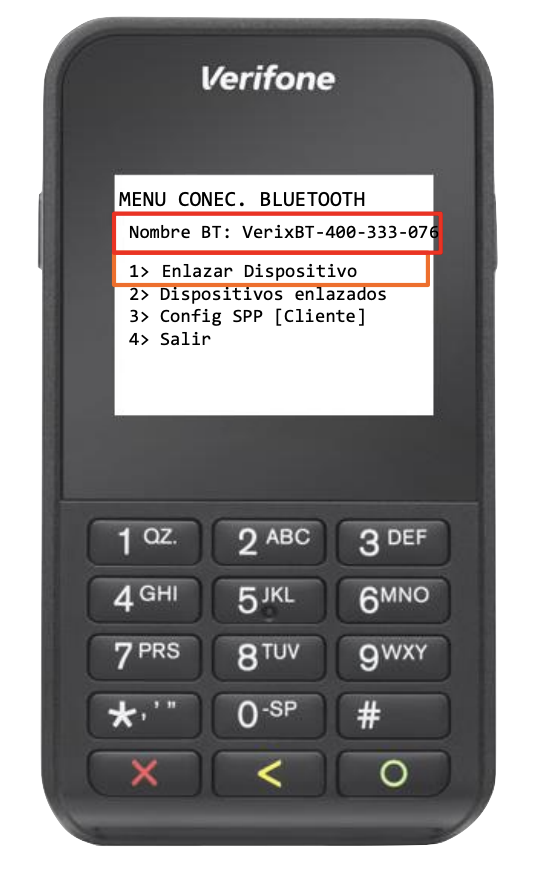 Verifone
MENU CONEC. BLUETOOTH
Nombre BT: VerixBT-400-333-076
1> Enlazar Dispositivo
2> Dispositivos enlazados
3> Config SPP [Cliente]
4> Salir
1 QZ. 2 ABC 3 DEF
4 GHI 5 JKL 6 MNO
7 PRS 8 TUV 9 WXY
*,'" 0 -SP #
X < O